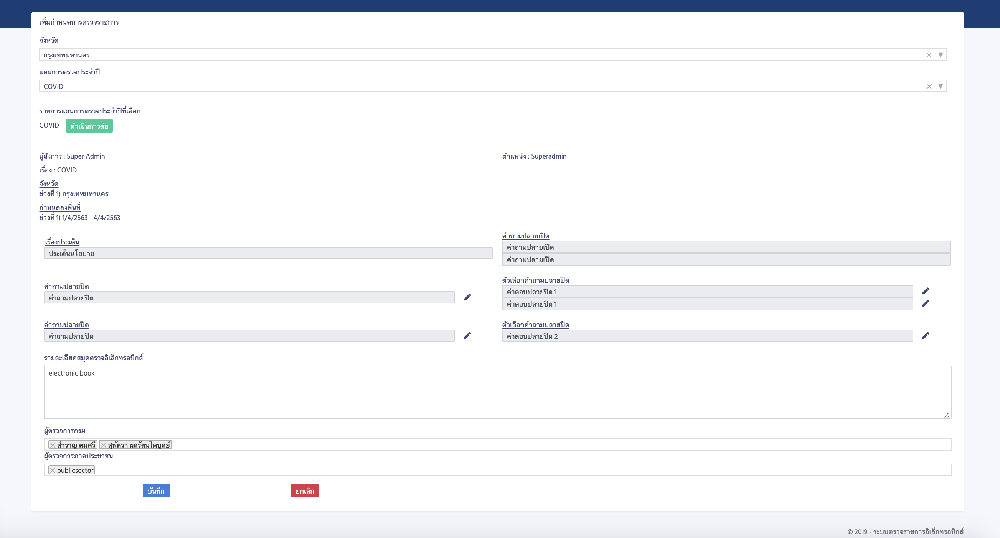 เพิ่มกำหนดการตรวจราชการ
จังหวัด
กรุงเทพมหานคร
แผนการตรวจประจำปี
COVID
รายการแผนการตรวจประจำปีที่เลือก
COVID ดำเนินการต่อ
ผู้สั่งการ : Super Admin ตำแหน่ง : Superadmin
เรื่อง : COVID
จังหวัด
ช่วงที่ 1) กรุงเทพมหานคร
กำหนดลงพื้นที่
ช่วงที่ 1) 1/4/2563 - 4/4/2563
เรื่องประเด็น
ประเด็นนโยบาย
คำถามปลายเปิด
คำถามปลายเปิด
คำถามปลายเปิด
คำถามปลายปิด
คำถามปลายปิด
ตัวเลือกคำถามปลายปิด
คำตอบปลายปิด 1
คำตอบปลายปิด 1
คำถามปลายปิด
คำถามปลายปิด
ตัวเลือกคำถามปลายปิด
คำตอบปลายปิด 2
รายละเอียดสมุดตรวจอิเล็กทรอนิกส์
electronic book
ผู้ตรวจการกรม
สำราญ คมศรี สุพัตรา ผลรัตนไพบูลย์
ผู้ตรวจการภาคประชาชน
publicsector
บันทึก ยกเลิก
© 2019 - ระบบตรวจราชการอิเล็กทรอนิกส์